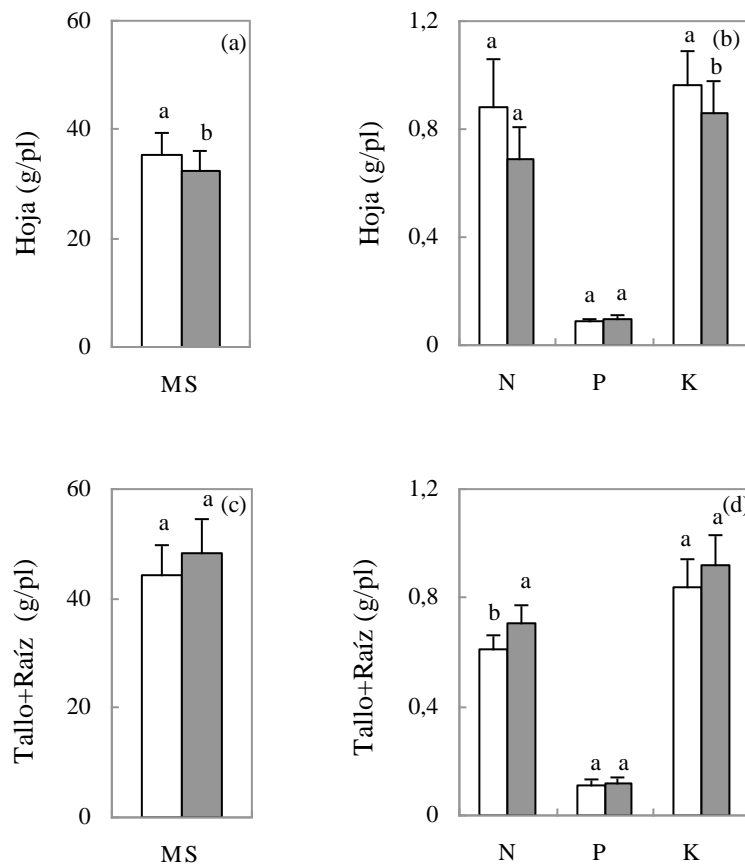 60
(a)
a
b
40
20
0
Hoja (g/pl)
MS
1,2
(b)
a
a
a
b
0,8
0,4
a
a
0
Hoja (g/pl)
N P K
60
(c)
a
a
40
20
0
Tallo+Raíz (g/pl)
MS
1,2
(d)
a
a
b
a
0,8
0,4
a
a
0
Tallo+Raíz (g/pl)
N P K